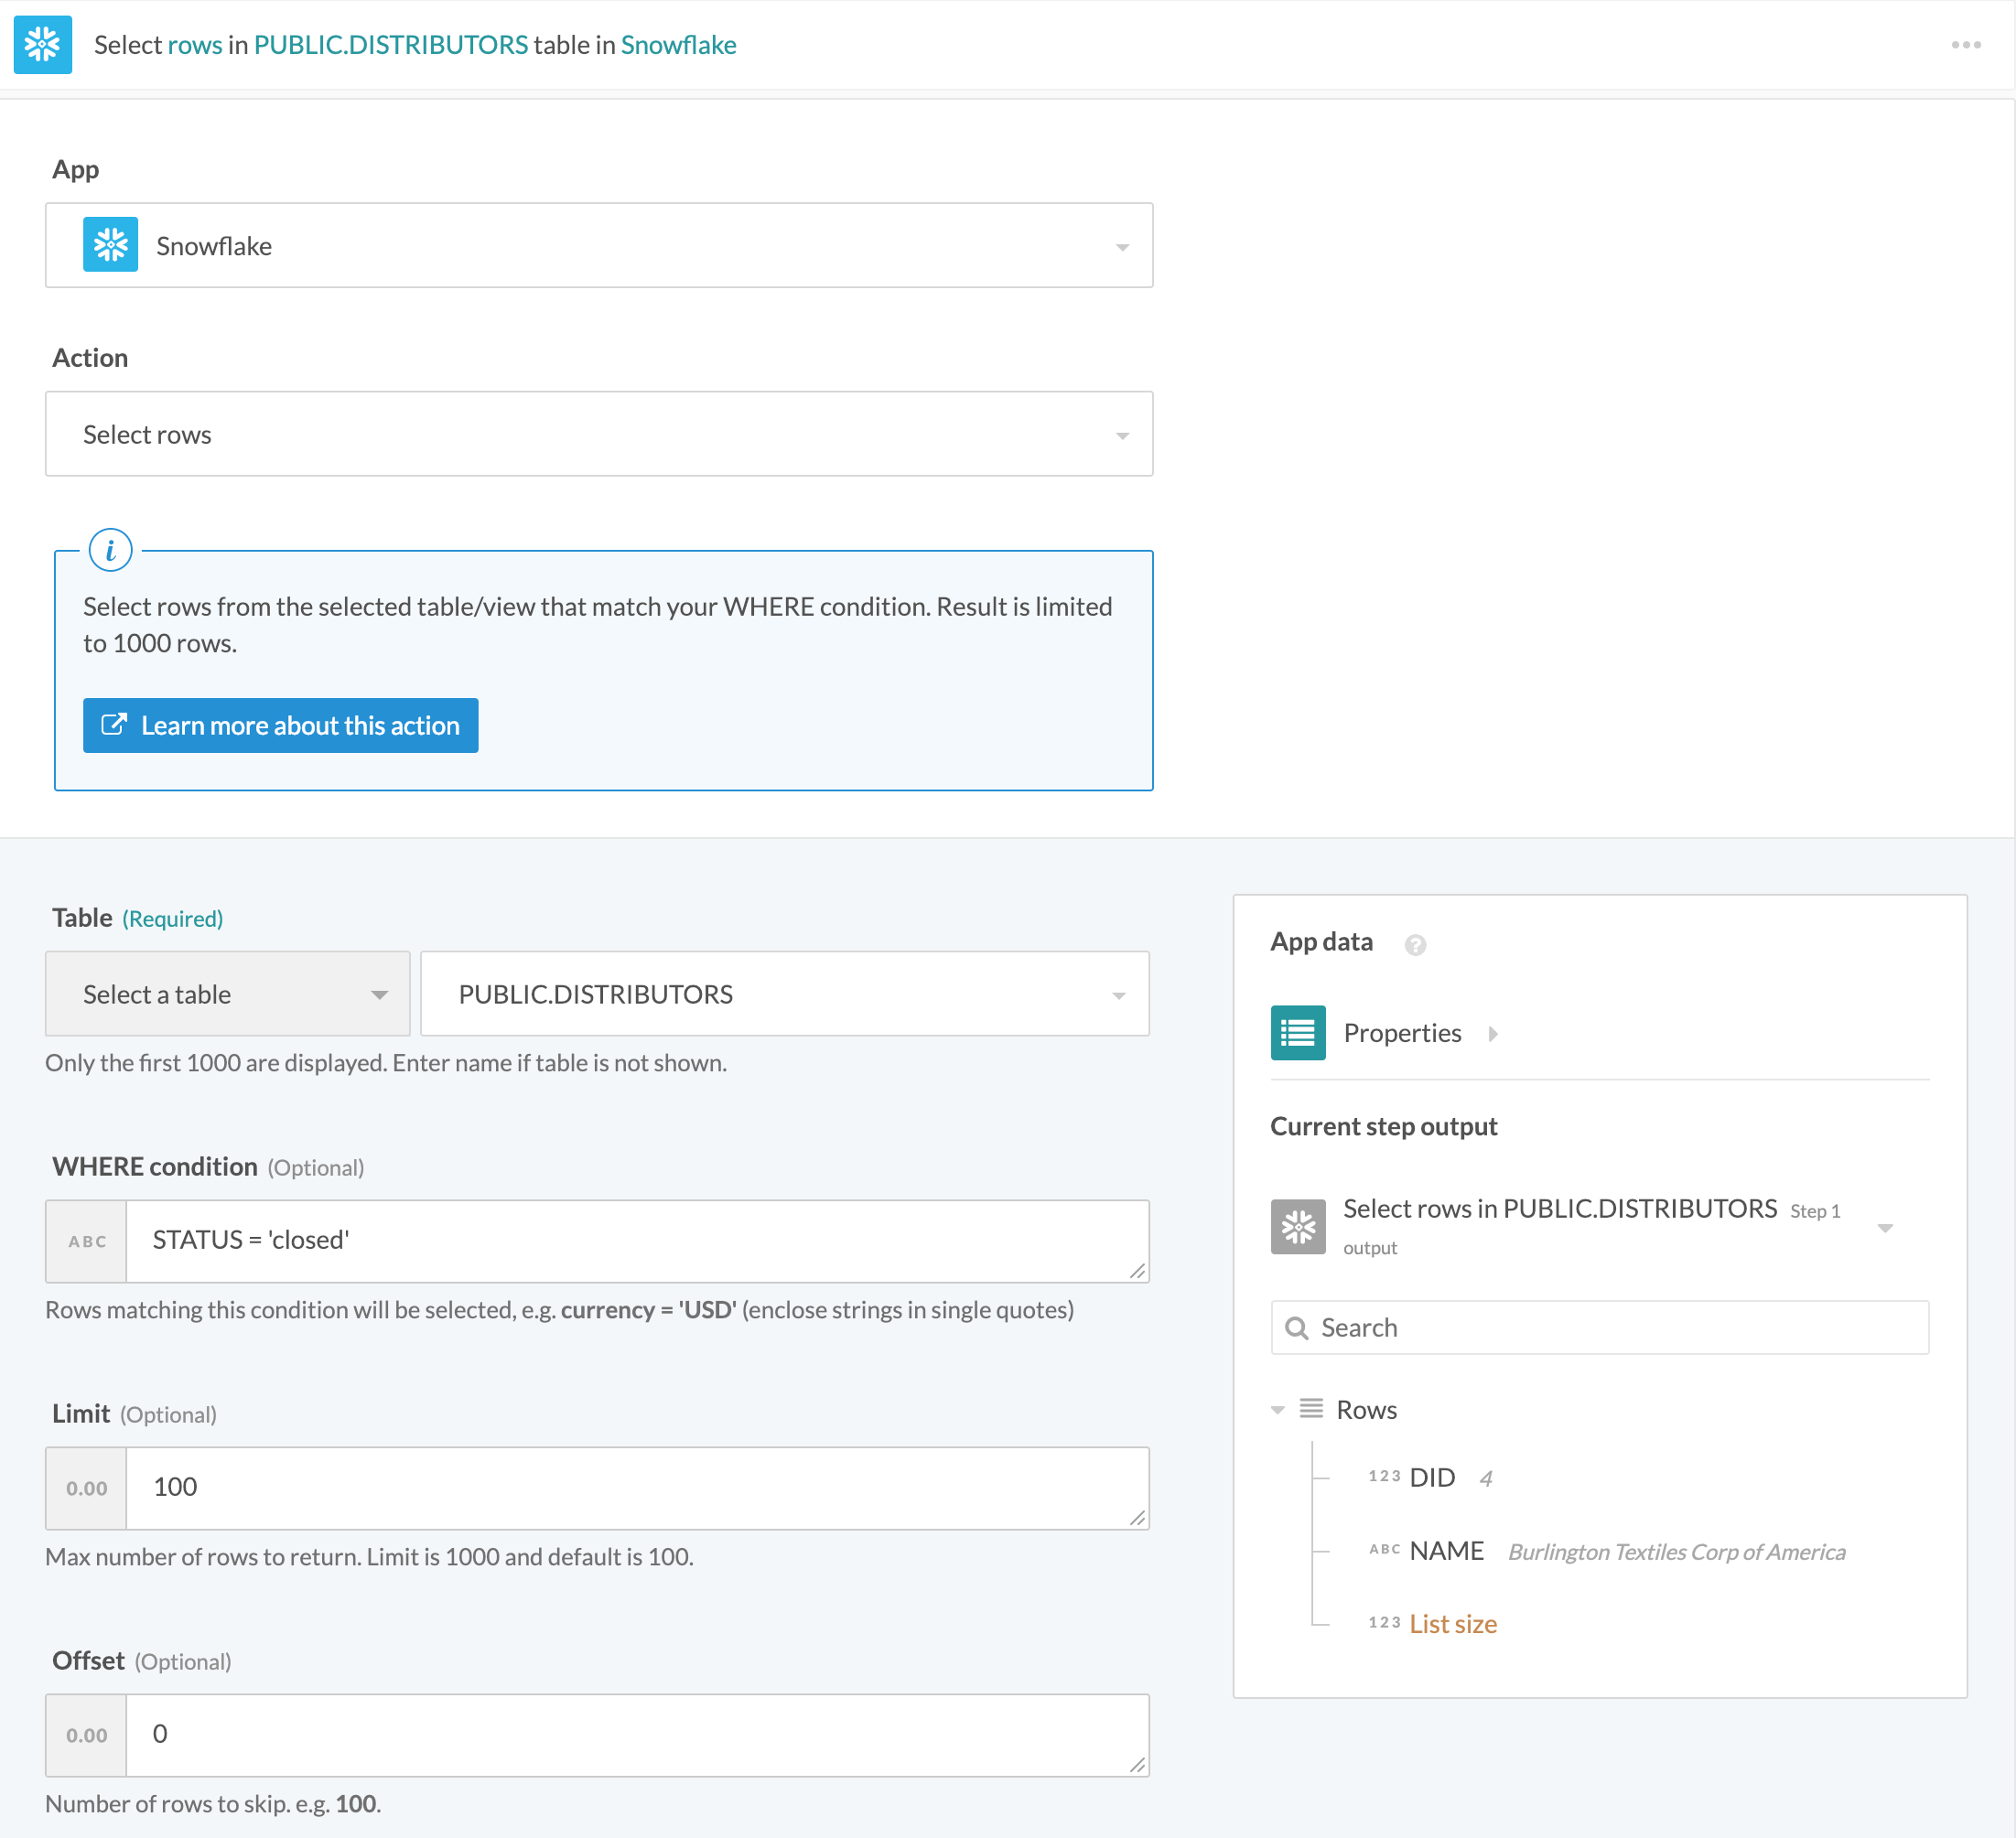 Select rows in PUBLIC.DISTRIBUTORS table in Snowflake
App
Snowflake
Action
Select rows
i
Select rows from the selected table/view that match your WHERE condition. Result is limited
to 1000 rows.
Learn more about this action
Table (Required)
Select a table
PUBLIC.DISTRIBUTORS
Only the first 1000 are displayed. Enter name if table is not shown.
WHERE condition (Optional)
ABC STATUS = 'closed'
Rows matching this condition will be selected, e.g. currency = 'USD' (enclose strings in single quotes)
Limit (Optional)
0.00 100
Max number of rows to return. Limit is 1000 and default is 100.
Offset (Optional)
0.00 0
Number of rows to skip. e.g. 100.
App data ?
Properties
Current step output
Select rows in PUBLIC.DISTRIBUTORS Step 1
output
Search
Rows
123 DID 4
ABC NAME Burlington Textiles Corp of America
123 List size